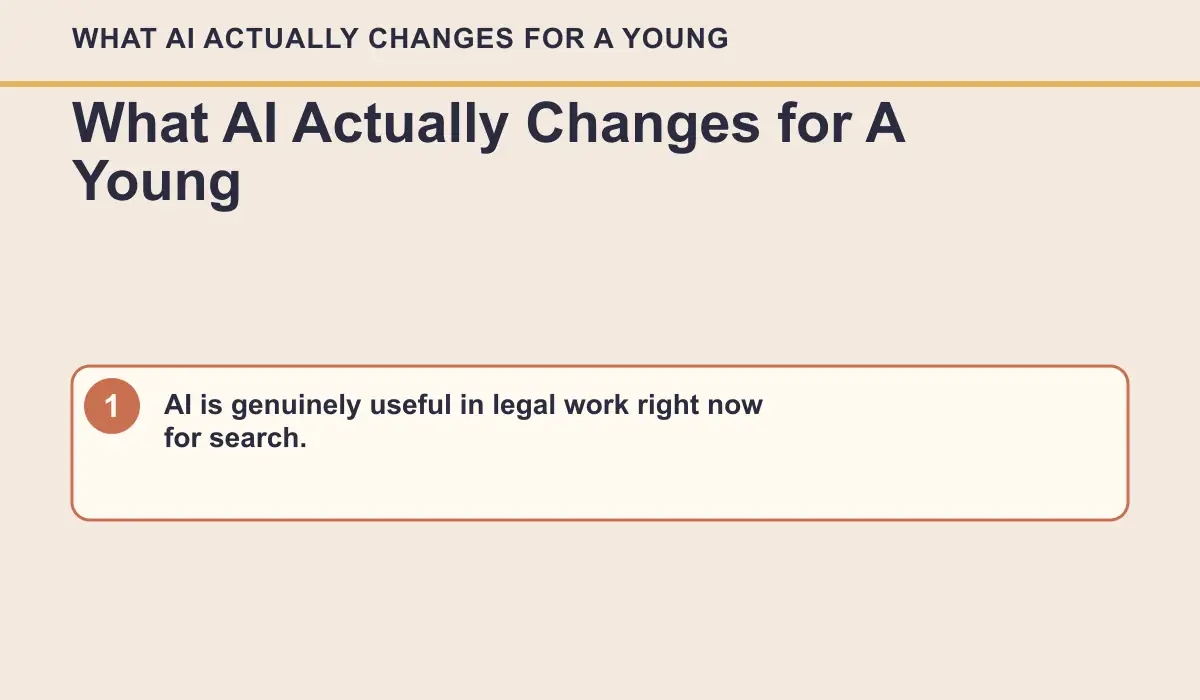 WHAT AI ACTUALLY CHANGES FOR A YOUNG
What AI Actually Changes for A
Young
1
AI is genuinely useful in legal work right now
for search.